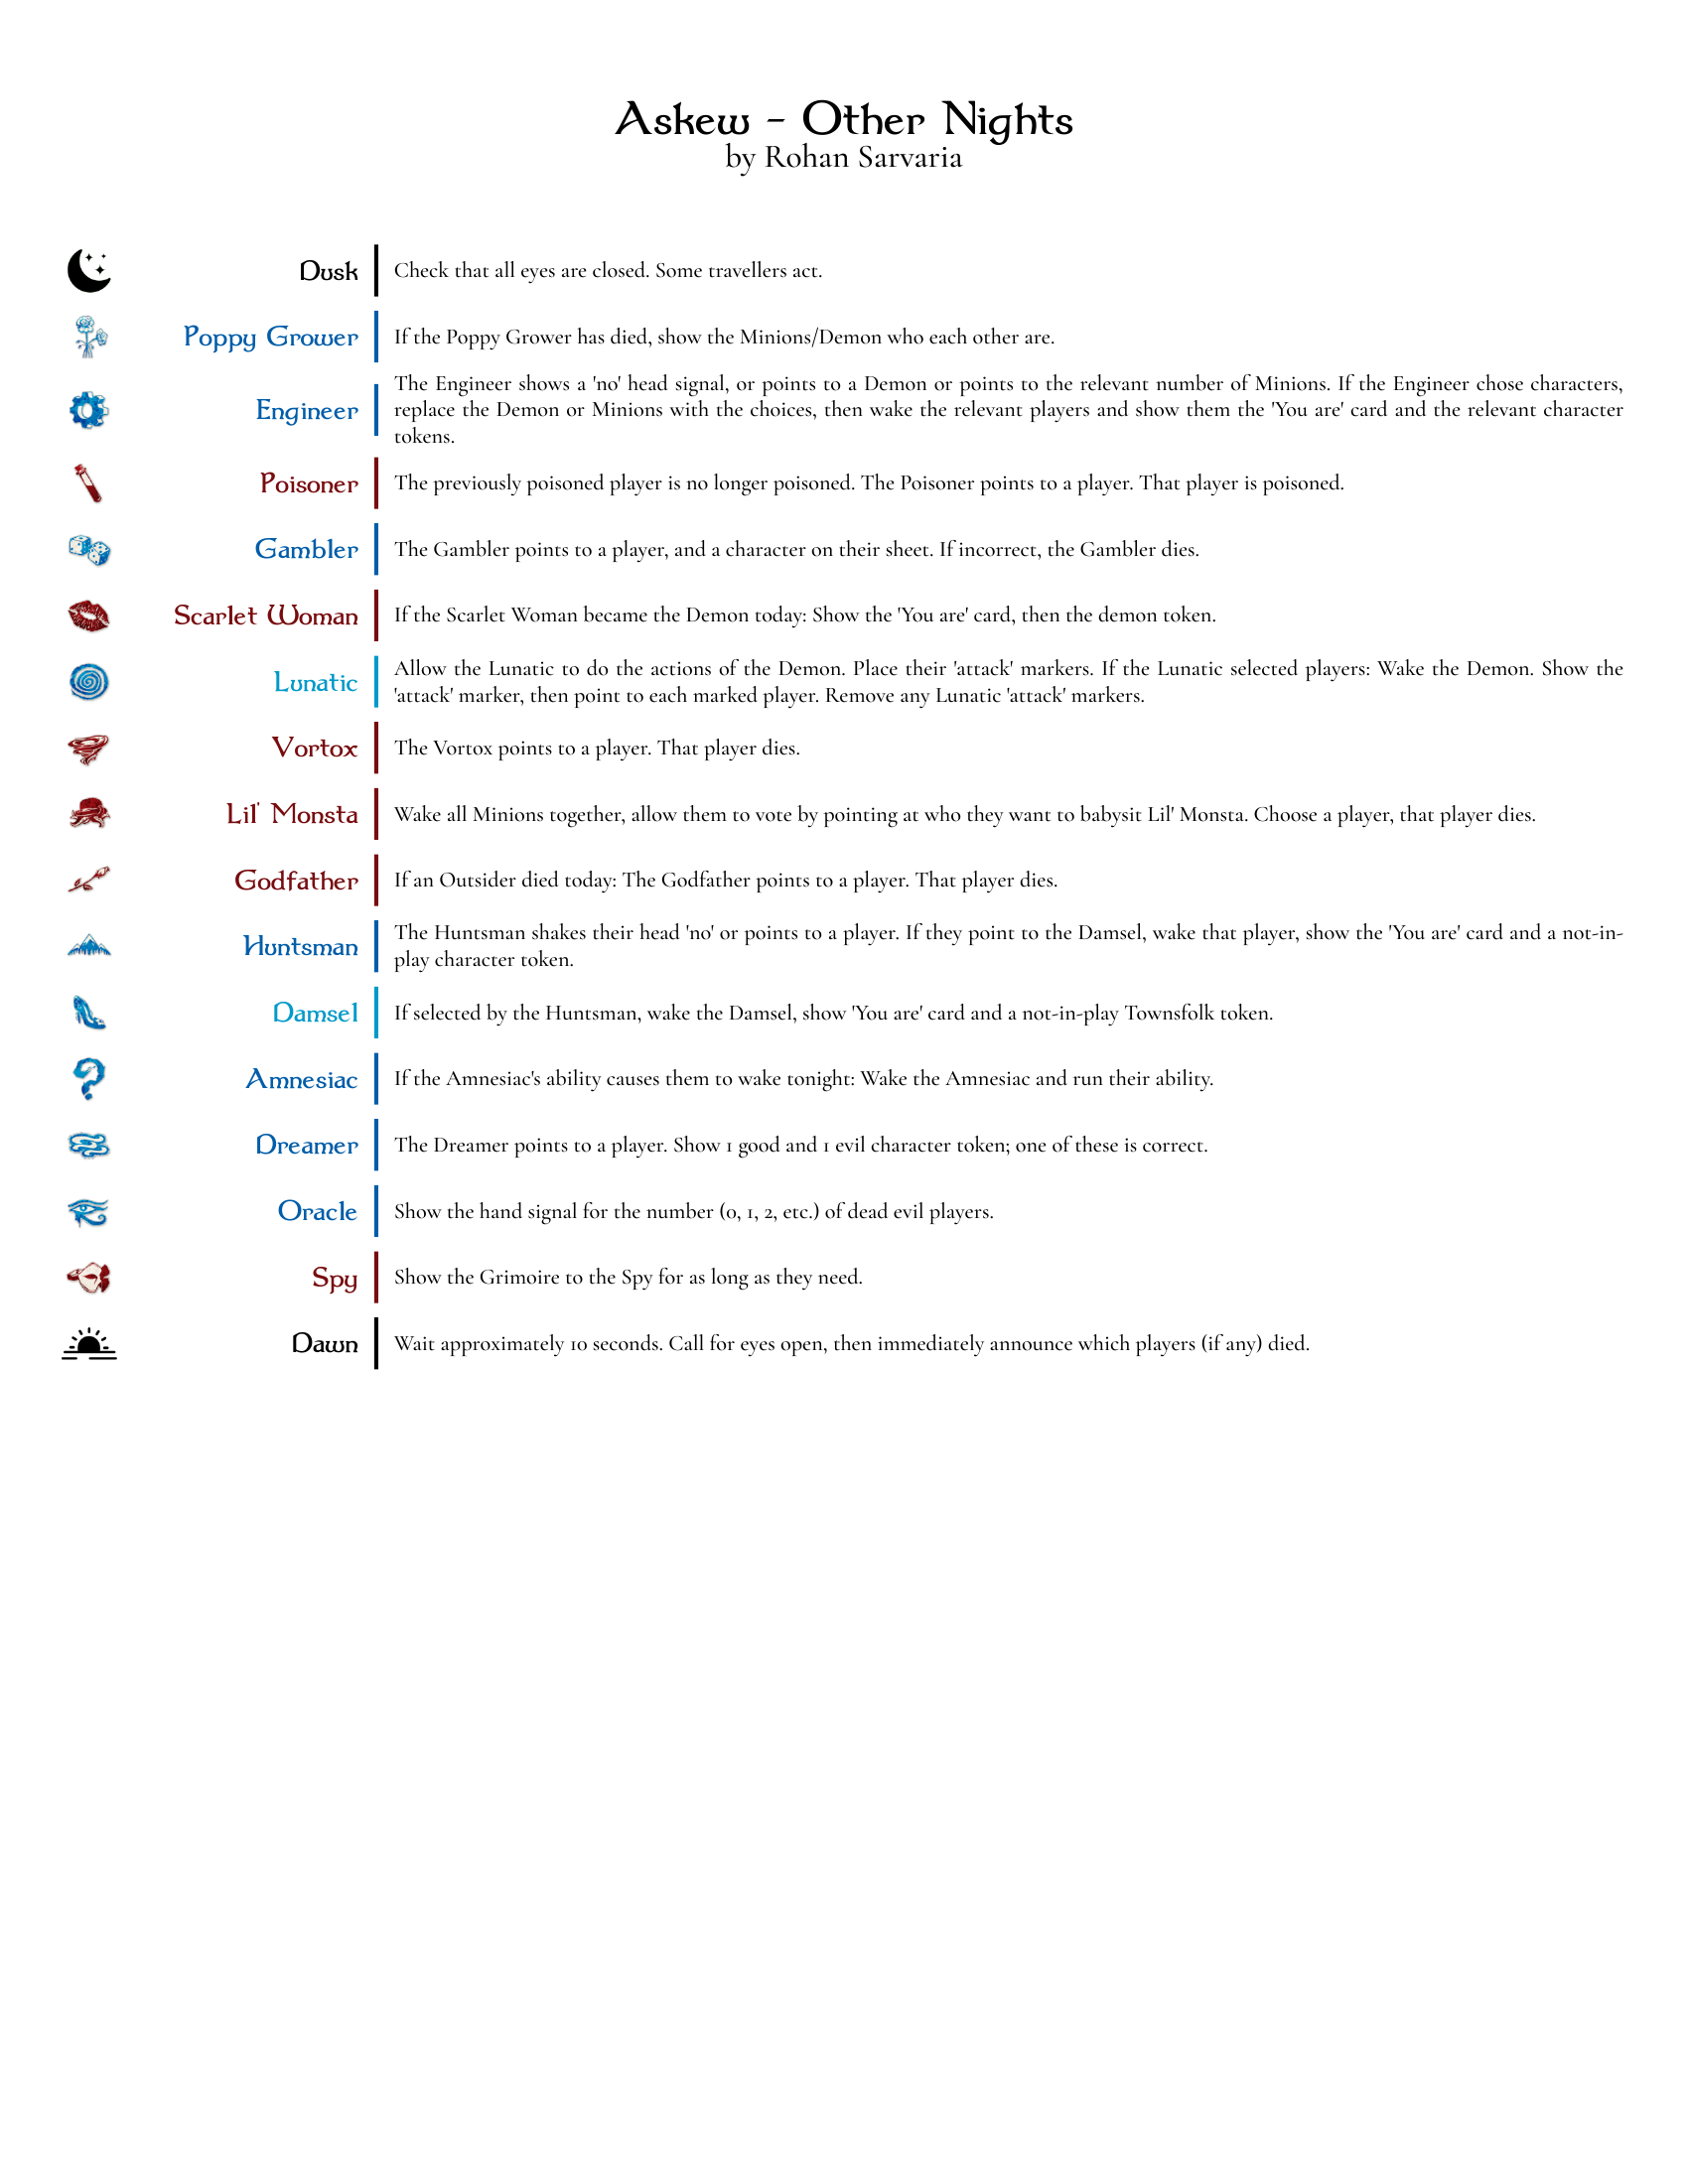 Askew - Other Nights
by Rohan Sarvaria
Dusk
Check that all eyes are closed. Some travellers act.
Poppy Grower
If the Poppy Grower has died, show the Minions/Demon who each other are.
Engineer
The Engineer shows a 'no' head signal, or points to a Demon or points to the relevant number of Minions. If the Engineer chose characters,
replace the Demon or Minions with the choices, then wake the relevant players and show them the 'You are' card and the relevant character
tokens.
Poisoner
The previously poisoned player is no longer poisoned. The Poisoner points to a player. That player is poisoned.
Gambler
The Gambler points to a player, and a character on their sheet. If incorrect, the Gambler dies.
Scarlet Woman
If the Scarlet Woman became the Demon today: Show the 'You are' card, then the demon token.
Lunatic
Allow the Lunatic to do the actions of the Demon. Place their 'attack' markers. If the Lunatic selected players: Wake the Demon. Show the
'attack' marker, then point to each marked player. Remove any Lunatic 'attack' markers.
Vortox
The Vortox points to a player. That player dies.
Lil' Monsta
Wake all Minions together, allow them to vote by pointing at who they want to babysit Lil' Monsta. Choose a player, that player dies.
Godfather
If an Outsider died today: The Godfather points to a player. That player dies.
Huntsman
The Huntsman shakes their head 'no' or points to a player. If they point to the Damsel, wake that player, show the 'You are' card and a not-in-
play character token.
Damsel
If selected by the Huntsman, wake the Damsel, show 'You are' card and a not-in-play Townsfolk token.
Amnesiac
If the Amnesiac's ability causes them to wake tonight: Wake the Amnesiac and run their ability.
Dreamer
The Dreamer points to a player. Show 1 good and 1 evil character token; one of these is correct.
Oracle
Show the hand signal for the number (0, 1, 2, etc.) of dead evil players.
Spy
Show the Grimoire to the Spy for as long as they need.
Dawn
Wait approximately 10 seconds. Call for eyes open, then immediately announce which players (if any) died.